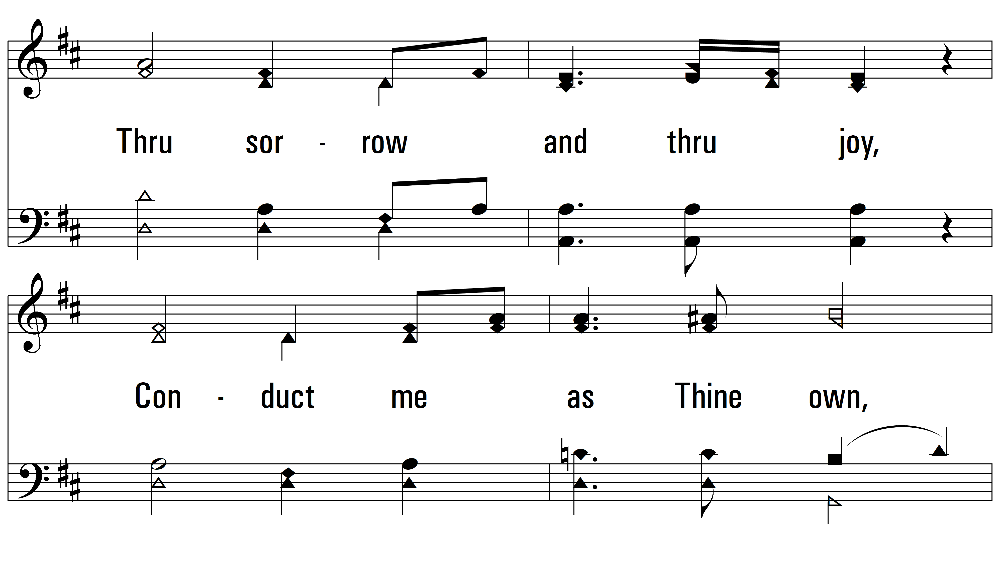 Thru sor - row and thru joy,
Con - duct me as Thine own,